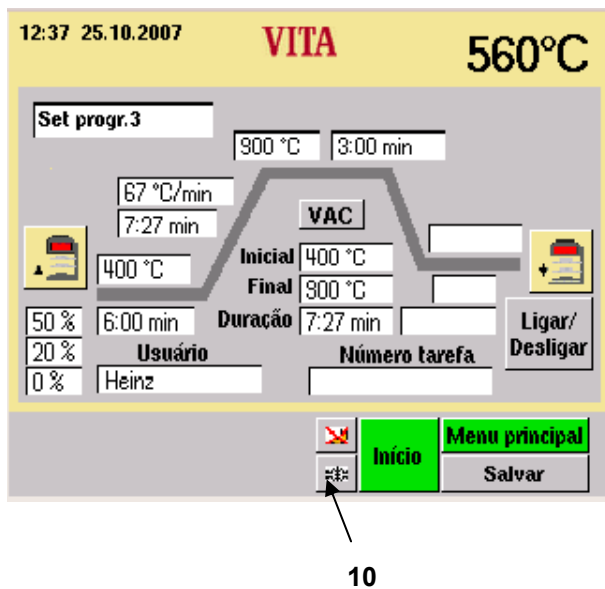 12:37 25.10.2007
VITA
560°C
Set progr.3
900 °C
3:00 min
67 °C/min
7:27 min
VAC
400 °C
Inicial 400 °C
Final 900 °C
50 %
6:00 min
Duração 7:27 min
Ligar/
Desligar
20 %
Usuário
Número tarefa
0 %
Heinz
Início
Menu principal
Salvar
10